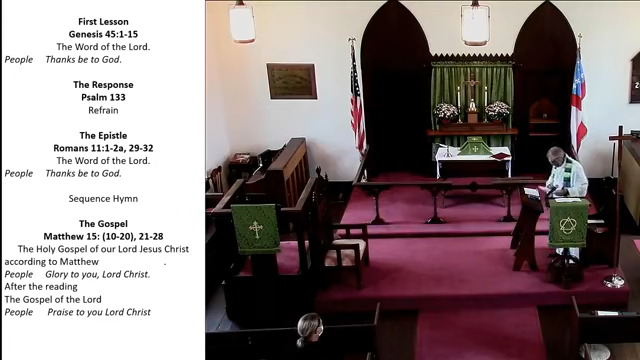 First Lesson
Genesis 45:1-15
The Word of the Lord.
People Thanks be to God.
The Response
Psalm 133
Refrain
The Epistle
Romans 11:1-2a, 29-32
The Word of the Lord.
People Thanks be to God.
Sequence Hymn
The Gospel
Matthew 15: (10-20), 21-28
The Holy Gospel of our Lord Jesus Christ
according to Matthew .
People Glory to you, Lord Christ.
After the reading
The Gospel of the Lord
People Praise to you Lord Christ